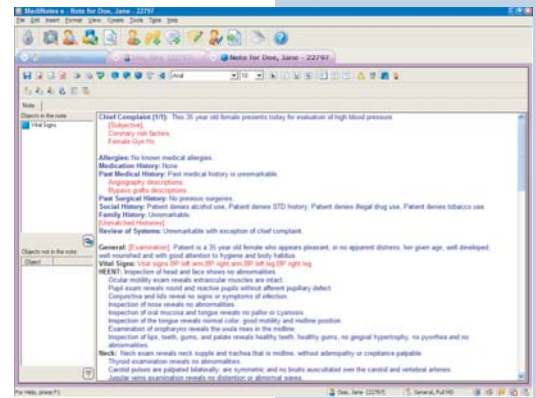 MediNotes e - Note for Doe, Jane - 22797
File Edit Insert Format View Create Tools Type Help
Note for Doe, Jane - 22797
Arial 10
Note
Objects in the note
Vital Signs
Objects not in the note
Object
Chief Complaint (1/1): This 35 year old female presents today for evaluation of high blood pressure.
[Subjective]
Coronary risk factors
Female Gyn Hx
Allergies: No known medical allergies.
Medication History: None
Past Medical History: Past medical history is unremarkable.
Angiography descriptions
Bypass grafts descriptions
Past Surgical History: No previous surgeries.
Social History: Patient denies alcohol use, Patient denies STD history; Patient denies illegal drug use, Patient denies tobacco use.
Family History: Unremarkable.
[Unmatched Histories]
Review of Systems: Unremarkable with exception of chief complaint.
General: [Examination] Patient is a 35 year old female who appears pleasant, in no apparent distress, her given age, well developed,
well nourished and with good attention to hygiene and body habitus.
Vital Signs: Vital signs BP left arm,BP right arm,BP left leg,BP right leg
HEENT: Inspection of head and face shows no abnormalities.
Ocular motility exam reveals extraocular muscles are intact.
Pupil exam reveals round and reactive pupils without afferent pupillary defect
Conjunctiva and lids reveal no signs or symptoms of infection.
Inspection of nose reveals no abnormalities.
Inspection of oral mucosa and tongue reveals no pallor or cyanosis.
Inspection of the tongue reveals normal color, good motility and midline position.
Examination of oropharynx reveals the uvula rises in the midline.
Inspection of lips, teeth, gums, and palate reveals healthy teeth, healthy gums, no gingival hypertrophy, no pyorrhea and no
abnormalities.
Neck: Neck exam reveals neck supple and trachea that is midline, without adenopathy or crepitance palpable.
Thyroid examination reveals no abnormalities.
Carotid pulses are palpated bilaterally, are symmetric and no bruits auscultated over the carotid and vertebral arteries.
Jugular veins examination reveals no distention or abnormal waves.
For Help, press F1
Doe, Jane (22797) General, Full HD